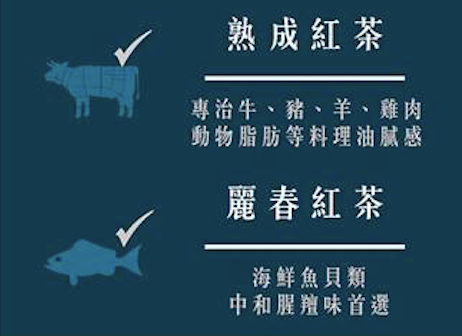 熟成紅茶
專治牛、豬、羊、雞肉
動物脂肪等料理油膩感
麗春紅茶
海鮮魚貝類
中和腥羶味首選